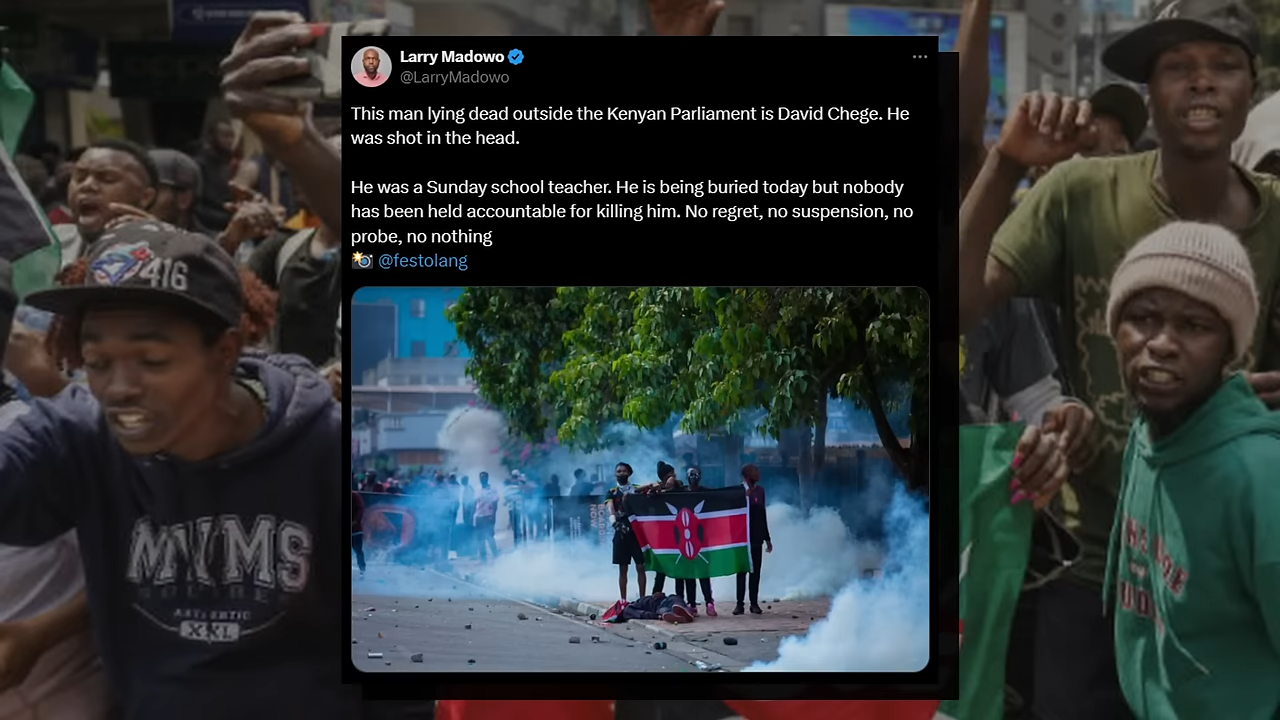 Larry Madowo
@LarryMadowo
This man lying dead outside the Kenyan Parliament is David Chege. He
was shot in the head.
He was a Sunday school teacher. He is being buried today but nobody
has been held accountable for killing him. No regret, no suspension, no
probe, no nothing
@festolang
416
MVMS
AXTENTIC
XXL